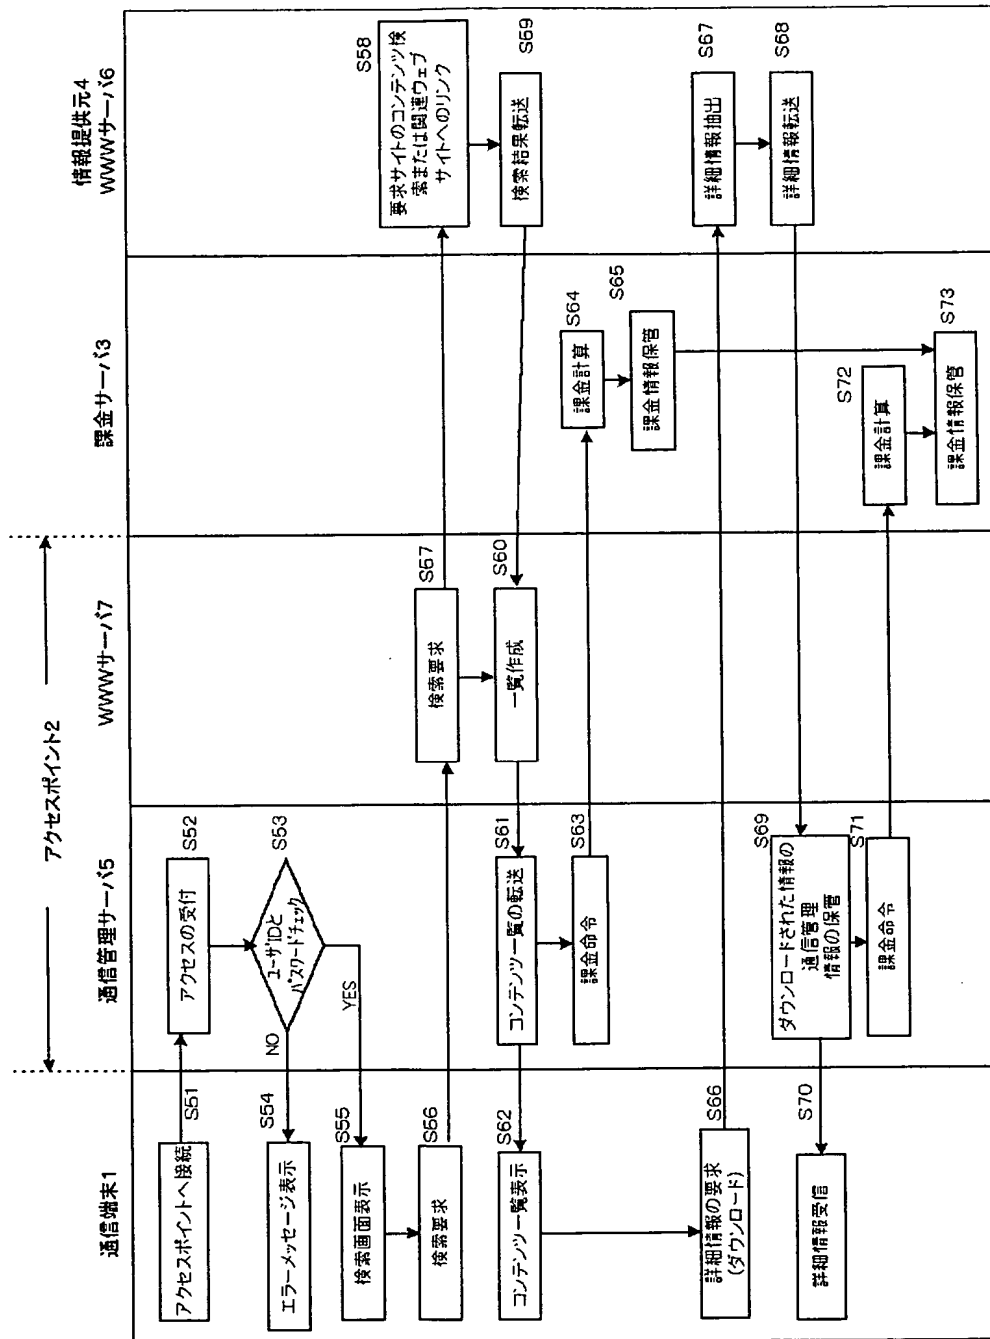 アクセスポイント2
通信端末1
通信管理サーバ5
WWWサーバ7
課金サーバ3
情報提供元4
WWWサーバ6
アクセスポイントへ接続
S51
アクセスの受付
S52
ユーザIDと
パスワードチェック
S53
NO
YES
エラーメッセージ表示
S54
検索画面表示
S55
検索要求
S56
検索要求
S67
要求サイトのコンテンツ検
索または関連ウェブ
サイトへのリンク
S58
検索結果転送
S69
一覧作成
S60
コンテンツ一覧の転送
S61
コンテンツ一覧表示
S62
課金命令
S63
課金計算
S64
課金情報保管
S65
詳細情報の要求
(ダウンロード)
S66
詳細情報抽出
S67
詳細情報転送
S68
ダウンロードされた情報の
通信管理
情報の保管
S69
詳細情報受信
S70
課金命令
S71
課金計算
S72
課金情報保管
S73